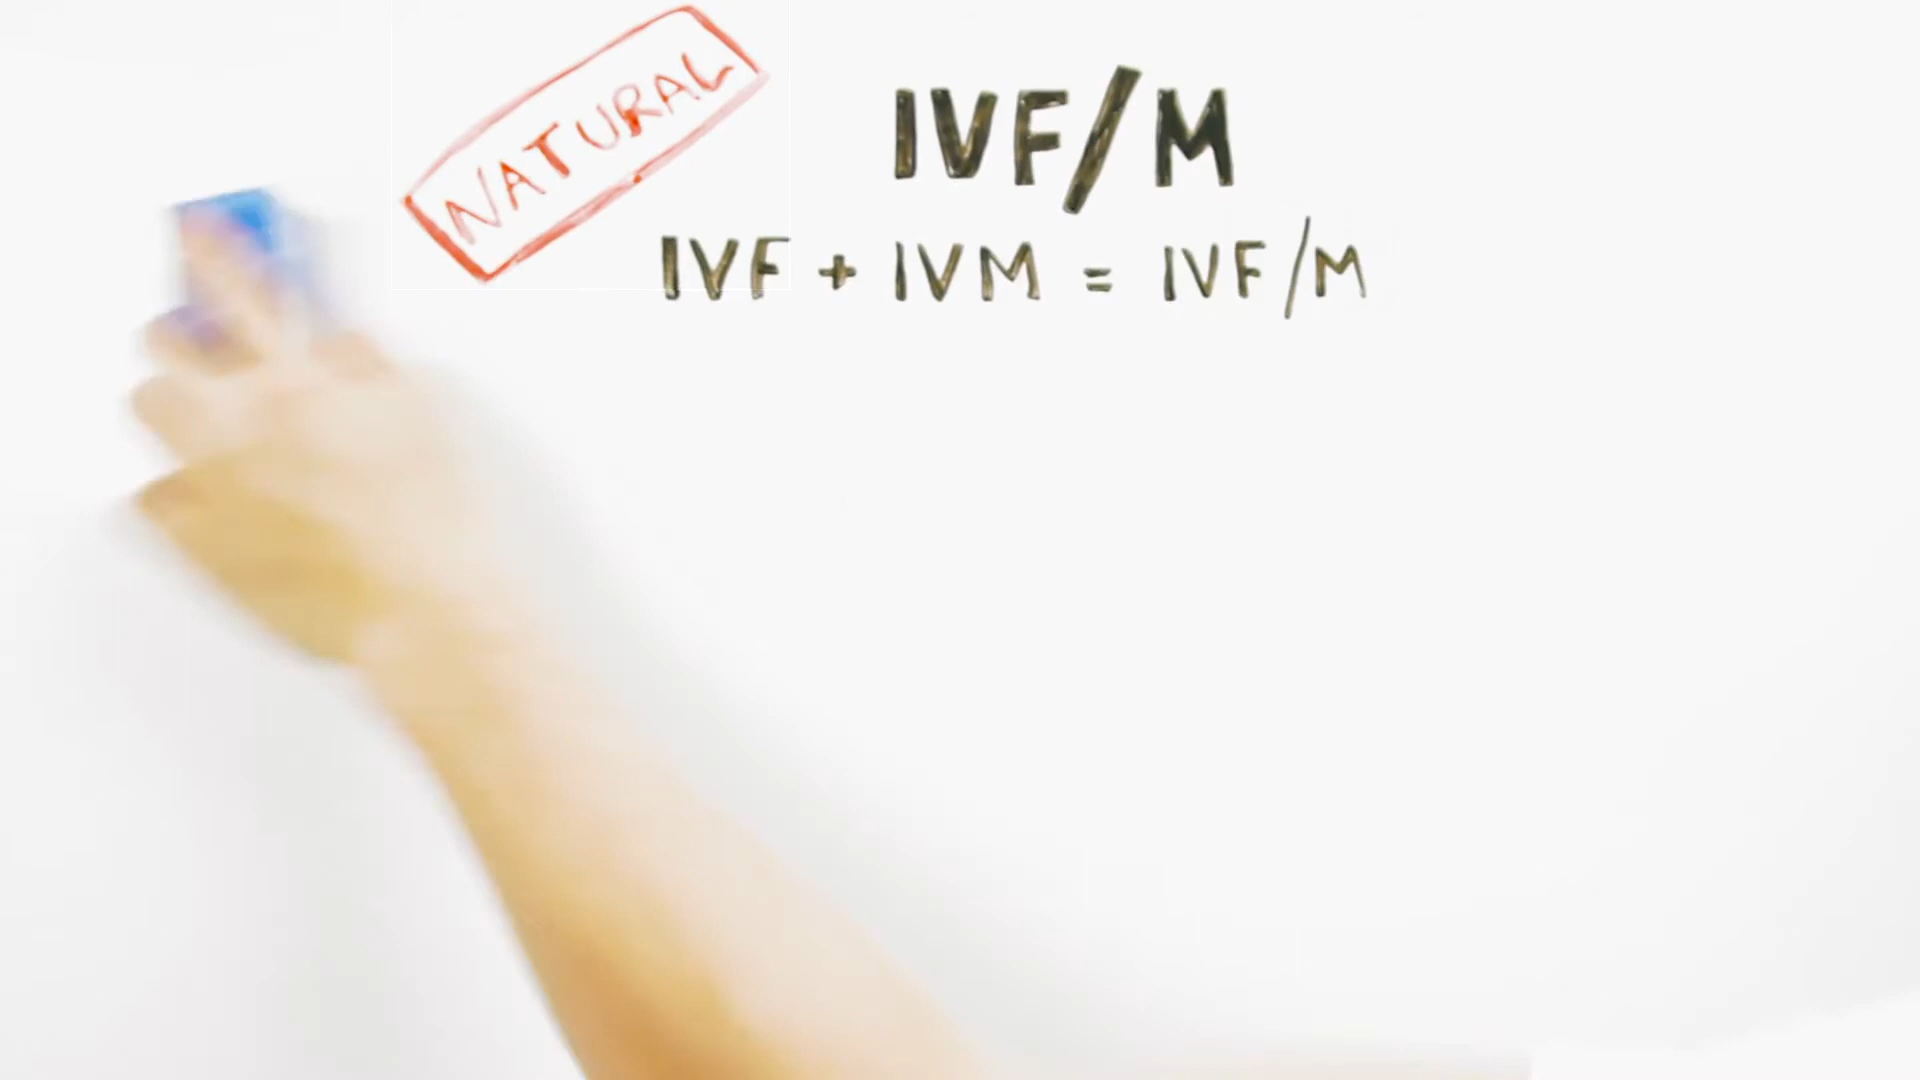 NATURAL
IVF/M
IVF + IVM = IVF/M